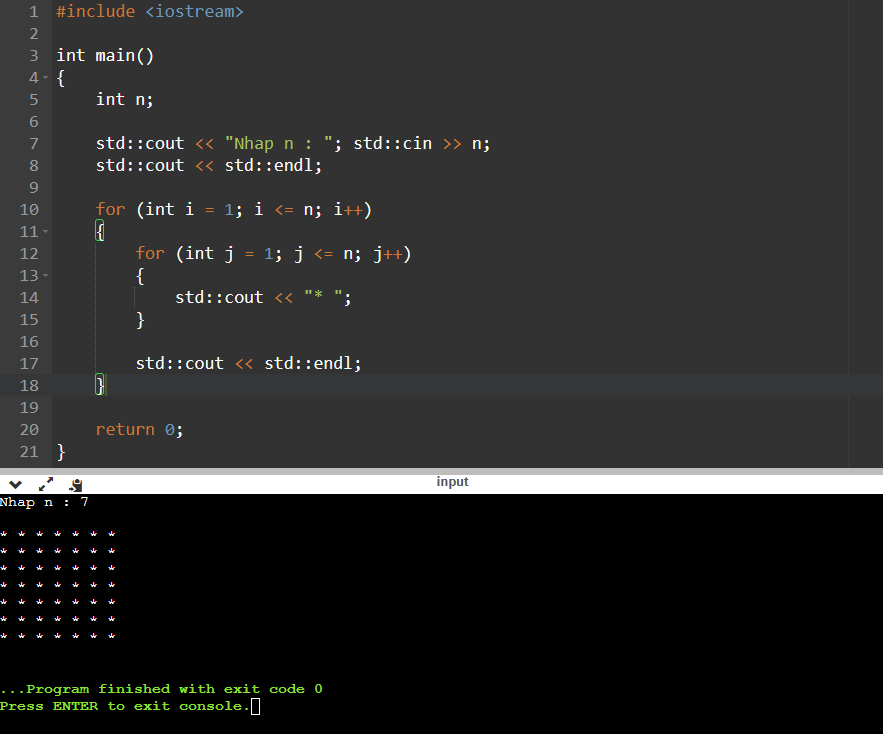 1 #include <iostream>
2
3 int main()
4 {
5     int n;
6
7     std::cout << "Nhap n : "; std::cin >> n;
8     std::cout << std::endl;
9
10     for (int i = 1; i <= n; i++)
11     {
12         for (int j = 1; j <= n; j++)
13         {
14             std::cout << "* ";
15         }
16
17         std::cout << std::endl;
18     }
19
20     return 0;
21 }
input
Nhap n : 7

* * * * * * *
* * * * * * *
* * * * * * *
* * * * * * *
* * * * * * *
* * * * * * *
* * * * * * *

...Program finished with exit code 0
Press ENTER to exit console.